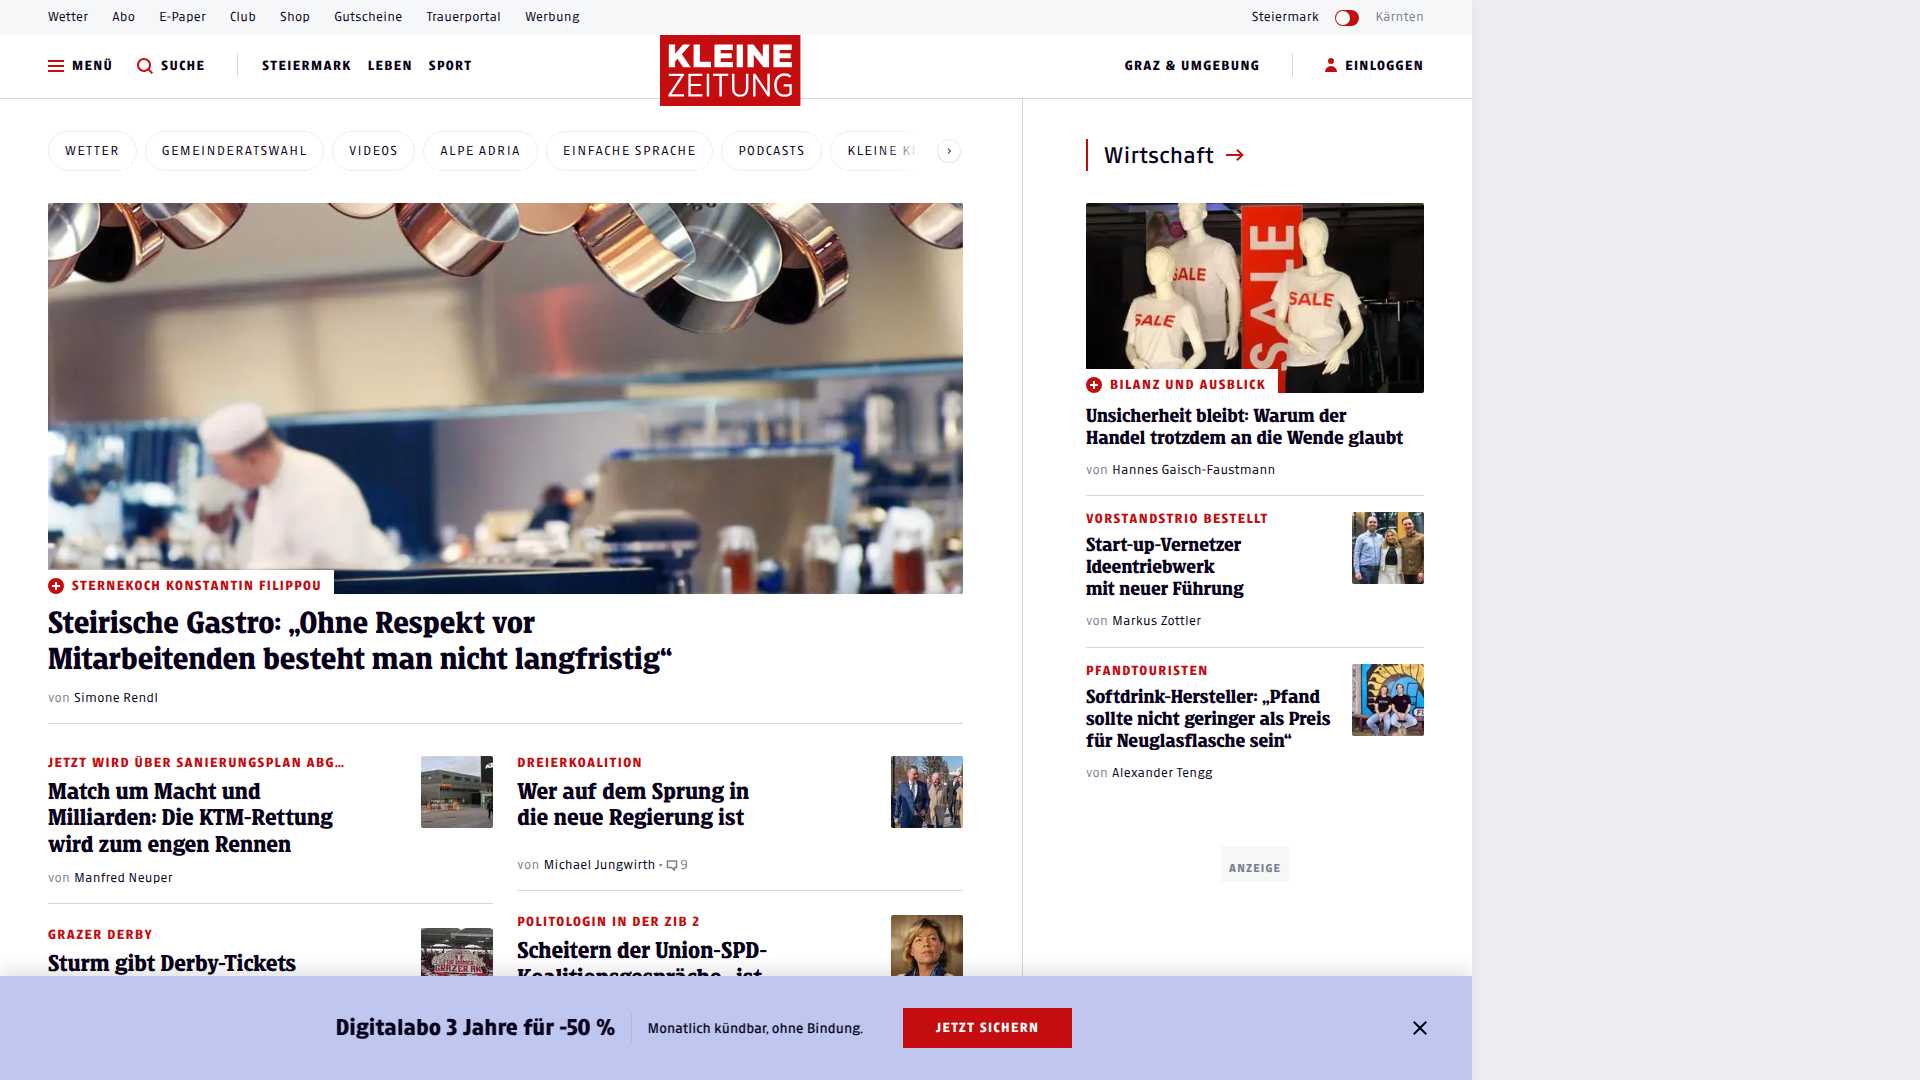 Wetter Abo E-Paper Club Shop Gutscheine Trauerportal Werbung Steiermark Kärnten
MENÜ SUCHE STEIERMARK LEBEN SPORT
KLEINE
ZEITUNG
GRAZ & UMGEBUNG EINLOGGEN
WETTER GEMEINDERATSWAHL VIDEOS ALPE ADRIA EINFACHE SPRACHE PODCASTS KLEINE
STERNEKOCH KONSTANTIN FILIPPOU
Steirische Gastro: „Ohne Respekt vor
Mitarbeitenden besteht man nicht langfristig“
von Simone Rendl
JETZT WIRD ÜBER SANIERUNGSPLAN ABG…
Match um Macht und
Milliarden: Die KTM-Rettung
wird zum engen Rennen
von Manfred Neuper
GRAZER DERBY
Sturm gibt Derby-Tickets
GRAZER AK
DREIERKOALITION
Wer auf dem Sprung in
die neue Regierung ist
von Michael Jungwirth • 9
POLITOLOGIN IN DER ZIB 2
Scheitern der Union-SPD-
Koalitionsgespräche „ist
Wirtschaft
SALE
SALE
SALE
SALE
BILANZ UND AUSBLICK
Unsicherheit bleibt: Warum der
Handel trotzdem an die Wende glaubt
von Hannes Gaisch-Faustmann
VORSTANDSTRIO BESTELLT
Start-up-Vernetzer
Ideentriebwerk
mit neuer Führung
von Markus Zottler
PFANDTOURISTEN
Softdrink-Hersteller: „Pfand
sollte nicht geringer als Preis
für Neuglasflasche sein“
von Alexander Tengg
ANZEIGE
Digitalabo 3 Jahre für -50 %
Monatlich kündbar, ohne Bindung.
JETZT SICHERN